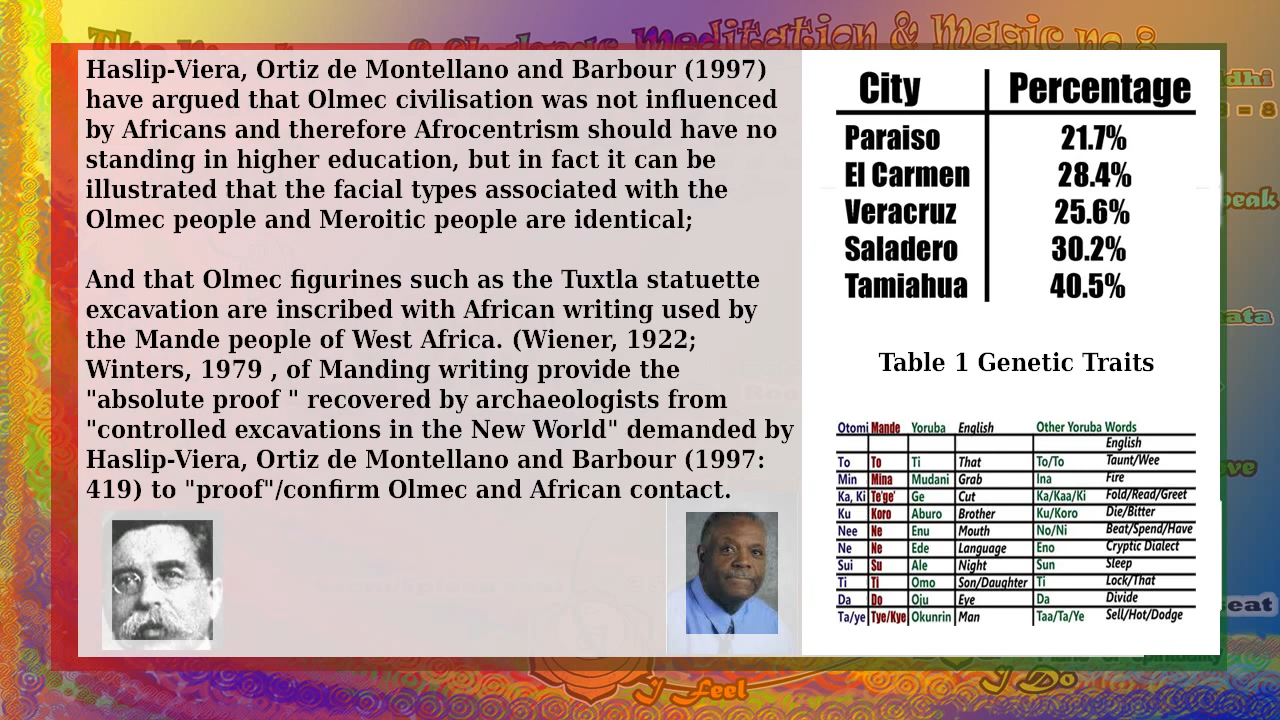 Meditation & Magic no 8
Haslip-Viera, Ortiz de Montellano and Barbour (1997)
have argued that Olmec civilisation was not influenced
by Africans and therefore Afrocentrism should have no
standing in higher education, but in fact it can be
illustrated that the facial types associated with the
Olmec people and Meroitic people are identical;
And that Olmec figurines such as the Tuxtla statuette
excavation are inscribed with African writing used by
the Mande people of West Africa. (Wiener, 1922;
Winters, 1979 , of Manding writing provide the
"absolute proof " recovered by archaeologists from
"controlled excavations in the New World" demanded by
Haslip-Viera, Ortiz de Montellano and Barbour (1997:
419) to "proof"/confirm Olmec and African contact.
City Percentage
Paraiso 21.7%
El Carmen 28.4%
Veracruz 25.6%
Saladero 30.2%
Tamiahua 40.5%
Table 1 Genetic Traits
Otomi Mande Yoruba English Other Yoruba Words
English
To To Ti That To/To Taunt/Wee
Min Mina Mudani Grab Ina Fire
Ka, Ki Te'ge' Ge Cut Ka/Kaa/Ki Fold/Read/Greet
Ku Koro Aburo Brother Ku/Koro Die/Bitter
Nee Ne Enu Mouth No/Ni Beat/Spend/Have
Ne Ne Ede Language Eno Cryptic Dialect
Sui Su Ale Night Sun Sleep
Ti Ti Omo Son/Daughter Ti Lock/That
Da Do Oju Eye Da Divide
Ta/ye Tye/Kye Okunrin Man Taa/Ta/Ye Sell/Hot/Dodge
I feel
I Do